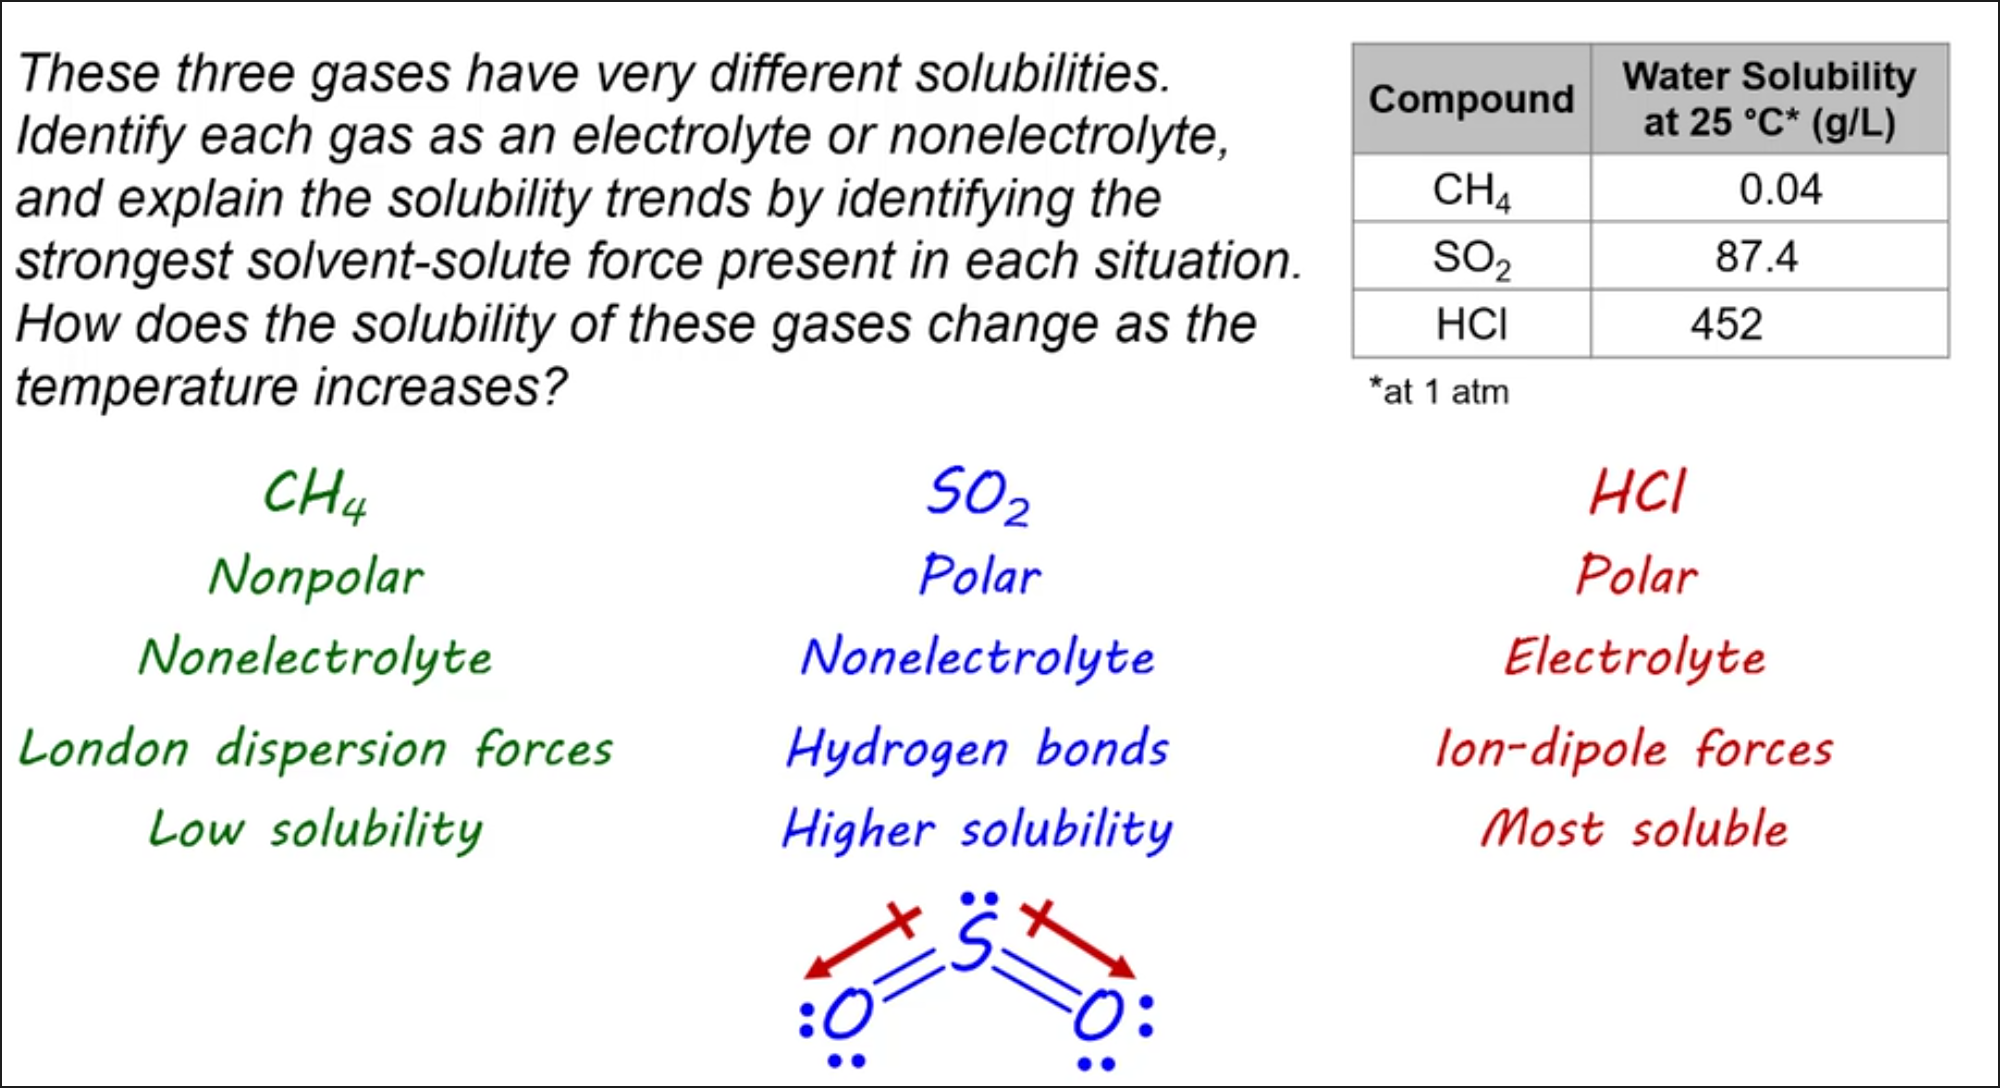 These three gases have very different solubilities.
Identify each gas as an electrolyte or nonelectrolyte,
and explain the solubility trends by identifying the
strongest solvent-solute force present in each situation.
How does the solubility of these gases change as the
temperature increases?
Compound Water Solubility at 25 °C* (g/L)
CH₄ 0.04
SO₂ 87.4
HCl 452
*at 1 atm
CH₄ SO₂ HCl
Nonpolar Polar Polar
Nonelectrolyte Nonelectrolyte Electrolyte
London dispersion forces Hydrogen bonds Ion-dipole forces
Low solubility Higher solubility Most soluble
S
O O